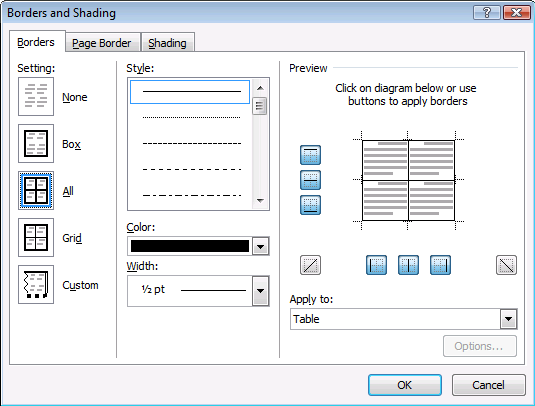 Borders and Shading
Borders
Page Border
Shading
Setting:
None
Box
All
Grid
Custom
Style:
Color:
Width:
½ pt
Preview
Click on diagram below or use
buttons to apply borders
Apply to:
Table
Options...
OK
Cancel